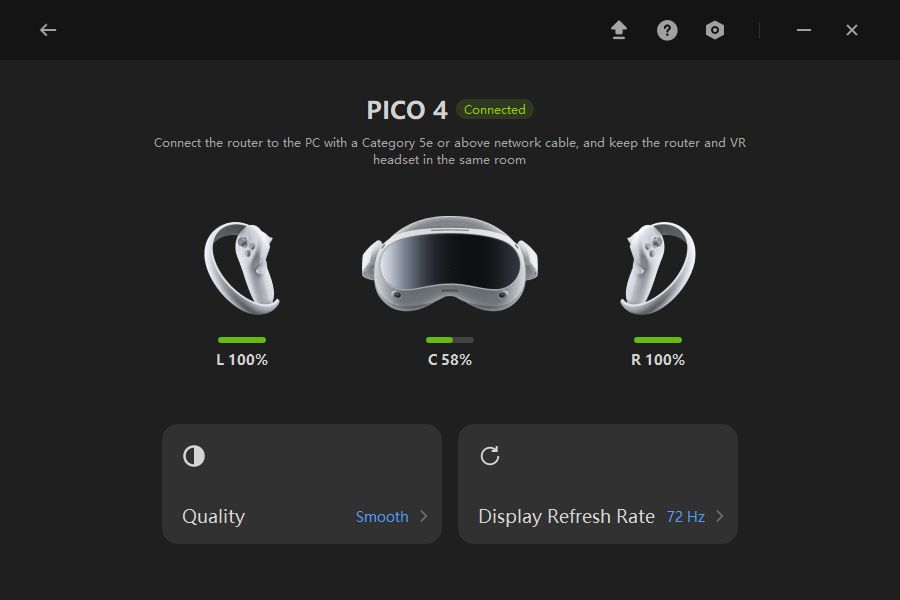 PICO 4 Connected
Connect the router to the PC with a Category 5e or above network cable, and keep the router and VR
headset in the same room
L 100% C 58% R 100%
Quality Smooth
Display Refresh Rate 72 Hz